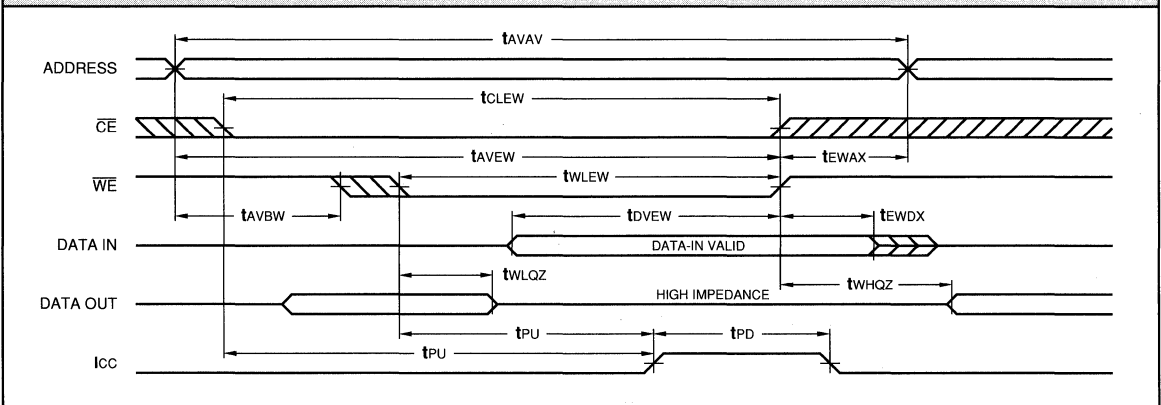 tAVAV
ADDRESS
tCLEW
CE
tAVEW
tEWAX
WE
tWLEW
tAVBW
tDVEW
tEWDX
DATA IN
DATA-IN VALID
tWLQZ
tWHQZ
DATA OUT
HIGH IMPEDANCE
tPU
tPD
tPU
ICC